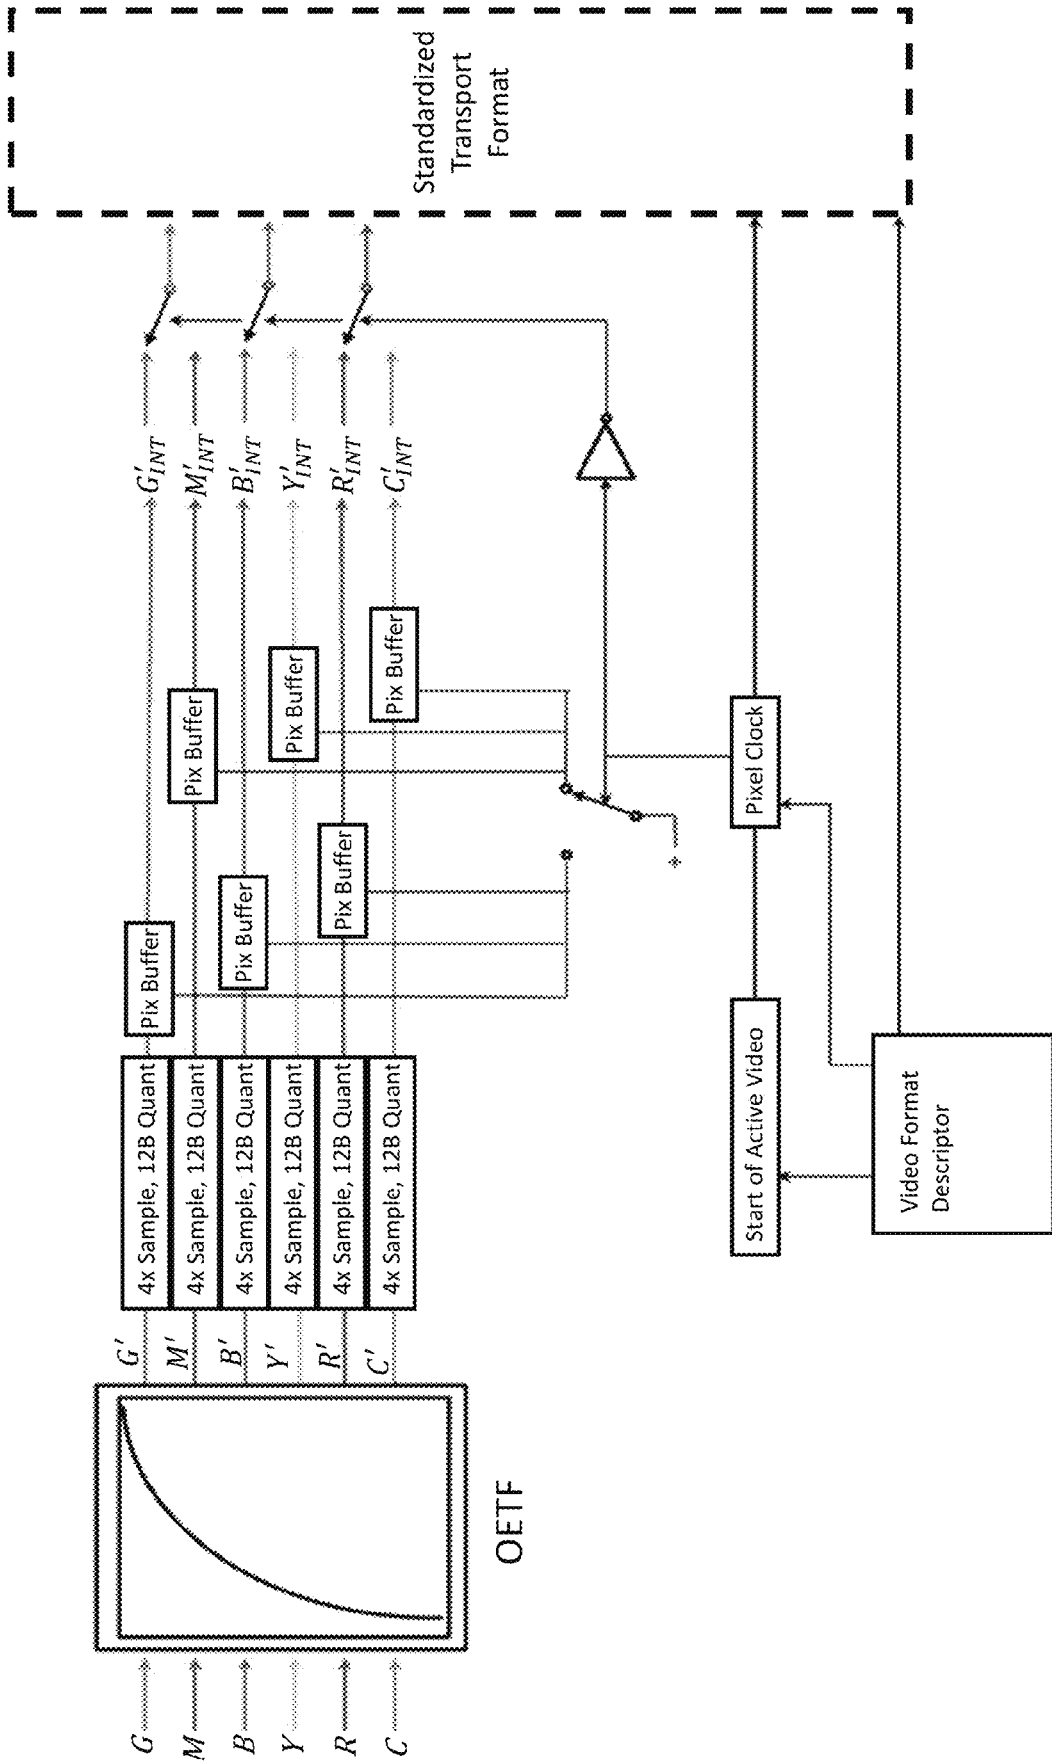 G
M
B
Y
R
C
OETF
G'
M'
B'
Y'
R'
C'
4x Sample, 12B Quant
4x Sample, 12B Quant
4x Sample, 12B Quant
4x Sample, 12B Quant
4x Sample, 12B Quant
4x Sample, 12B Quant
Pix Buffer
Pix Buffer
Pix Buffer
Pix Buffer
Pix Buffer
Pix Buffer
G'INT
M'INT
B'INT
Y'INT
R'INT
C'INT
Standardized
Transport
Format
Start of Active Video
Pixel Clock
Video Format
Descriptor
+